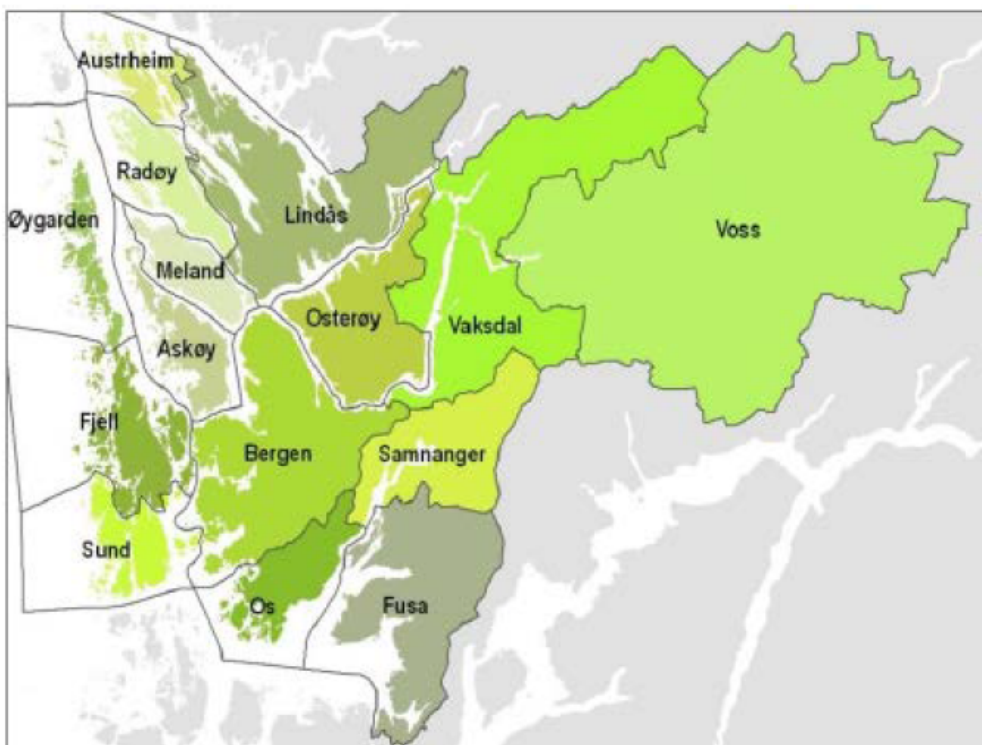 Austrheim
Radøy
Øygarden
Lindås
Voss
Meland
Osterøy
Vaksdal
Askøy
Fjell
Bergen
Samnanger
Sund
Os
Fusa